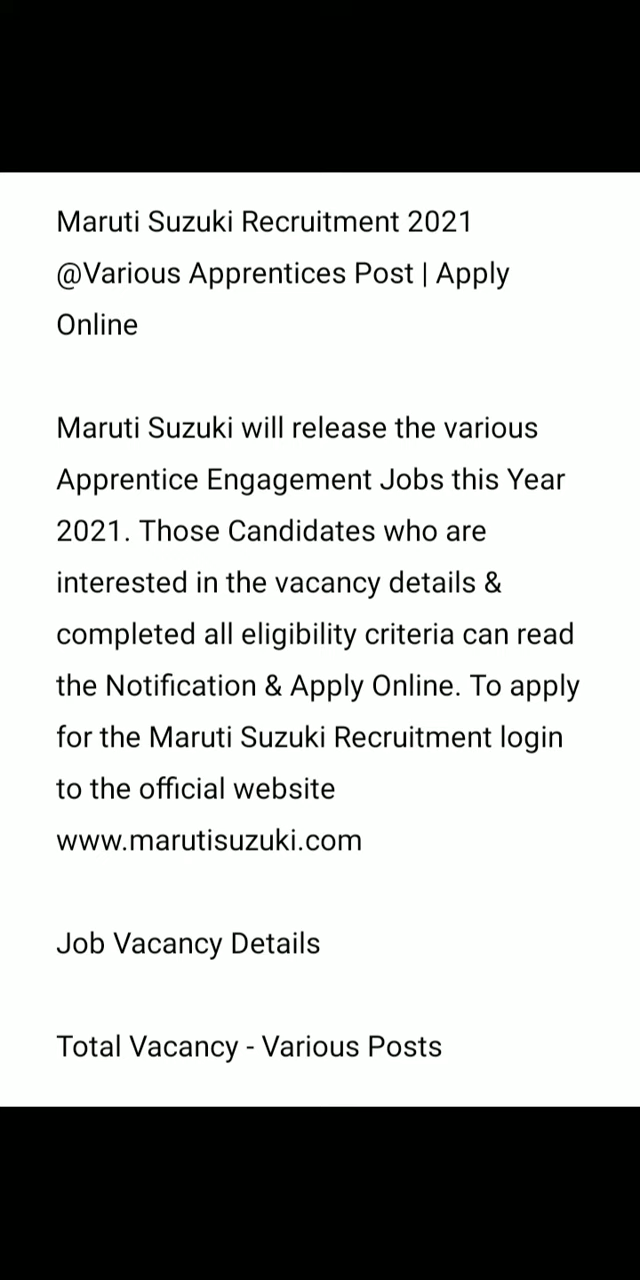 Maruti Suzuki Recruitment 2021
@Various Apprentices Post | Apply
Online
Maruti Suzuki will release the various
Apprentice Engagement Jobs this Year
2021. Those Candidates who are
interested in the vacancy details &
completed all eligibility criteria can read
the Notification & Apply Online. To apply
for the Maruti Suzuki Recruitment login
to the official website
www.marutisuzuki.com
Job Vacancy Details
Total Vacancy - Various Posts